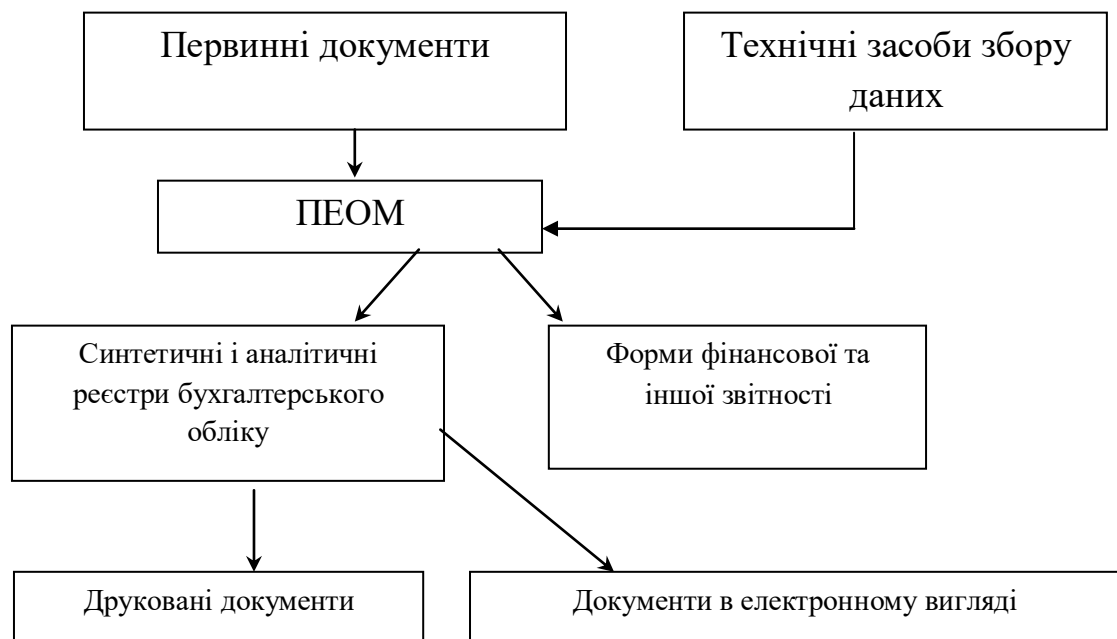 Первинні документи
Технічні засоби збору
даних
ПЕОМ
Синтетичні і аналітичні
реєстри бухгалтерського
обліку
Форми фінансової та
іншої звітності
Друковані документи
Документи в електронному вигляді